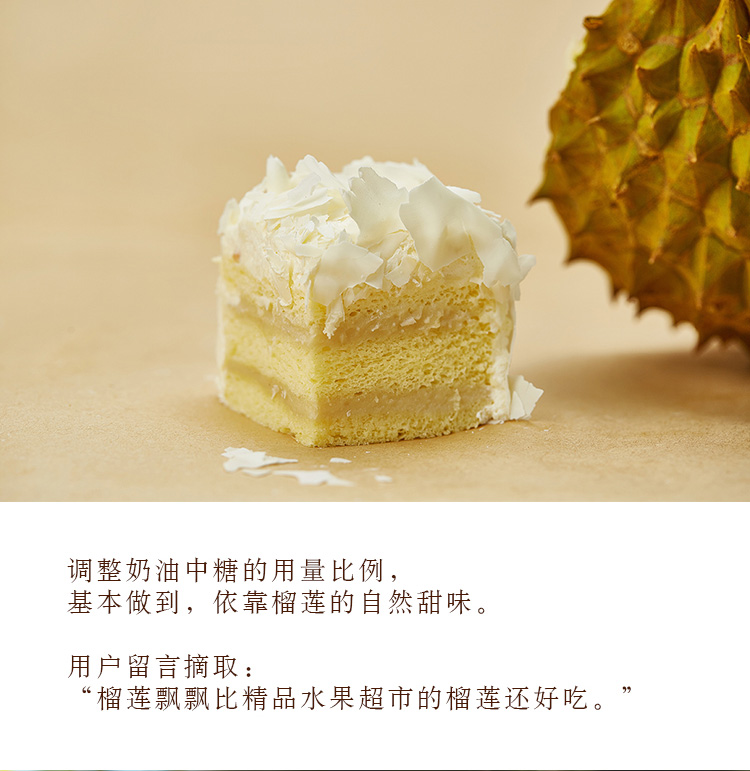 调整奶油中糖的用量比例，
基本做到，依靠榴莲的自然甜味。
用户留言摘取：
“榴莲飘飘比精品水果超市的榴莲还好吃。”